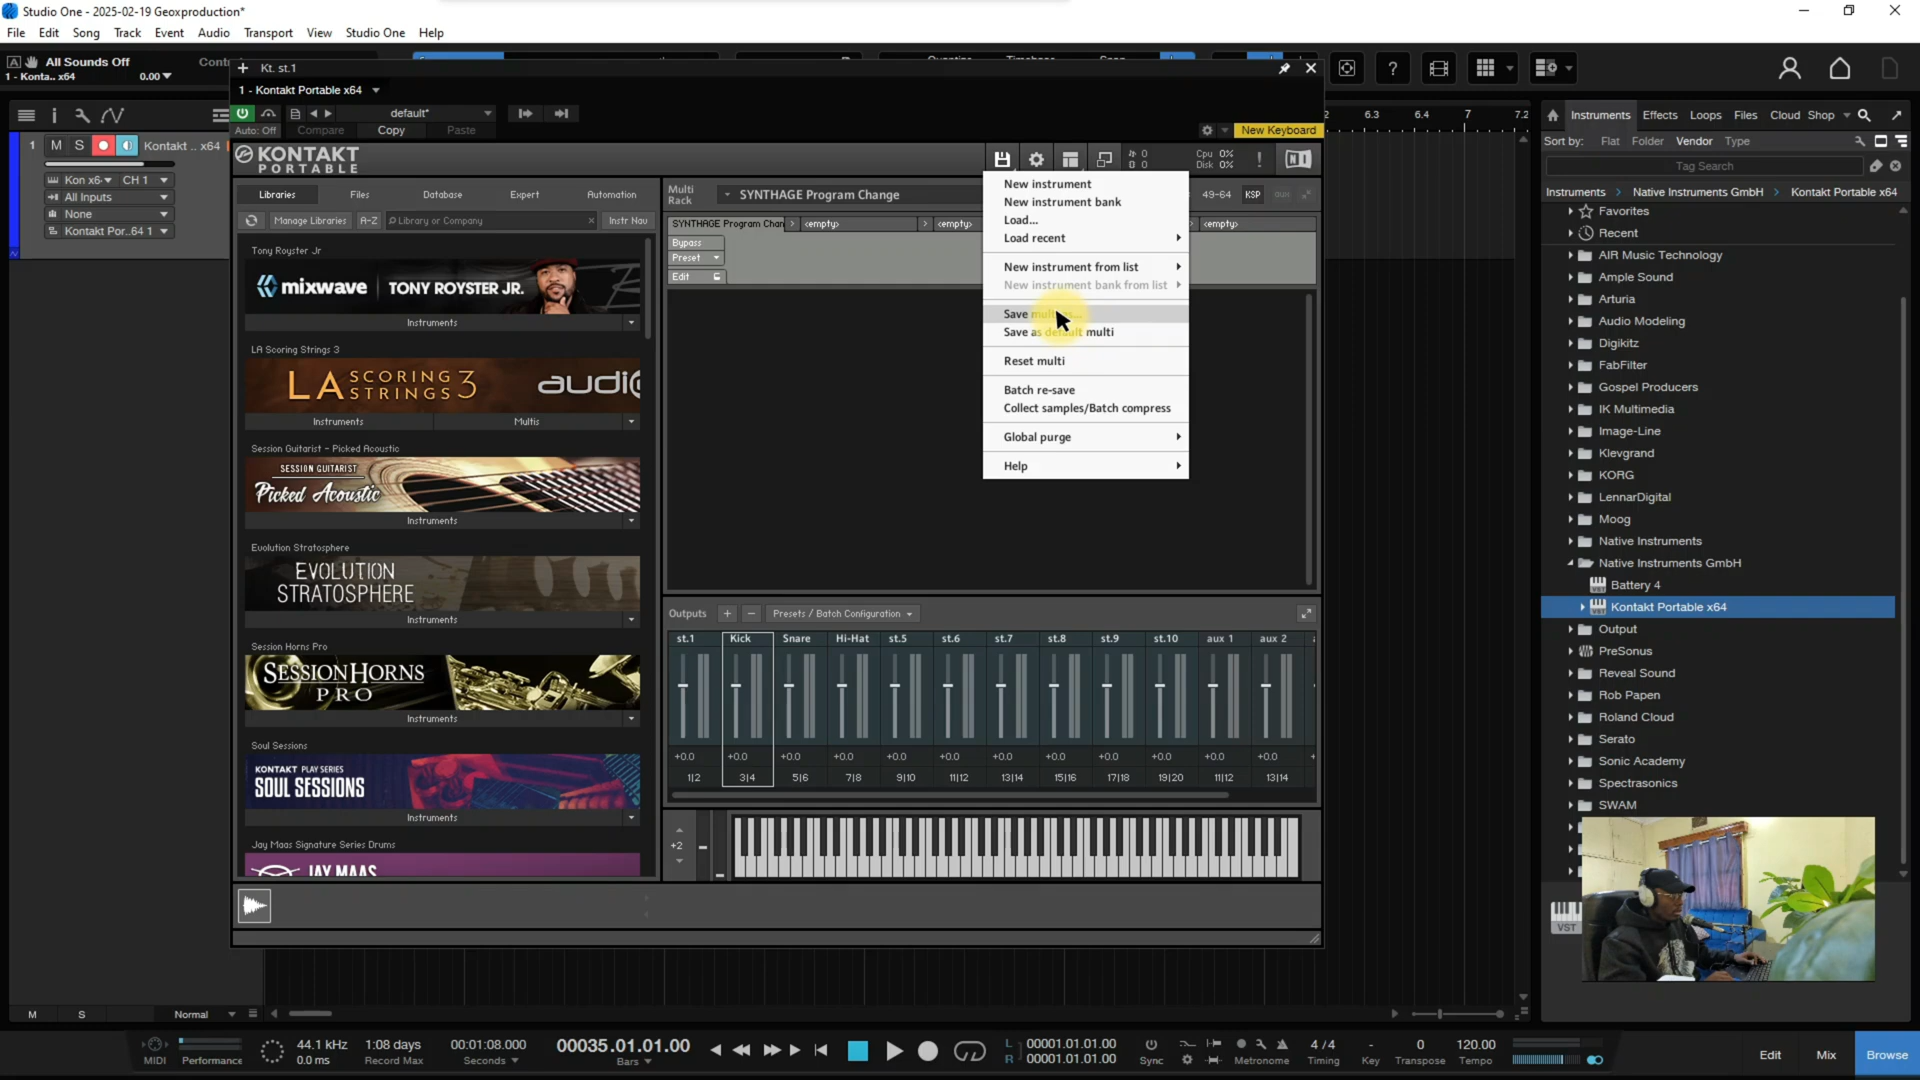 Studio One - 2025-02-19 Geoxproduction*
File Edit Song Track Event Audio Transport View Studio One Help
All Sounds Off
1 - Konta.. x64 0.00
Kt. st.1
1 - Kontakt Portable x64
default*
Auto: Off Compare Copy Paste New Keyboard
KONTAKT
PORTABLE
0
0
Cpu 0%
Disk 0%
Libraries Files Database Expert Automation
Manage Libraries A-Z Library or Company Instr Nav
Multi
Rack
SYNTHAGE Program Change
49-64 KSP aux
SYNTHAGE Program Chan <empty> <empty> <empty>
Bypass
Preset
Edit
New instrument
New instrument bank
Load...
Load recent
New instrument from list
New instrument bank from list
Save as default multi
Reset multi
Batch re-save
Collect samples/Batch compress
Global purge
Help
Tony Royster Jr
mixwave TONY ROYSTER JR.
Instruments
LA Scoring Strings 3
LA SCORING STRINGS 3
Instruments Multis
Session Guitarist - Picked Acoustic
SESSION GUITARIST
Picked Acoustic
Instruments
Evolution Stratosphere
EVOLUTION
STRATOSPHERE
Instruments
Session Horns Pro
SESSION HORNS
PRO
Instruments
Soul Sessions
KONTAKT PLAY SERIES
SOUL SESSIONS
Instruments
Jay Maas Signature Series Drums
JAY MAAS
Outputs + − Presets / Batch Configuration
st.1 Kick Snare Hi-Hat st.5 st.6 st.7 st.8 st.9 st.10 aux 1 aux 2
+0.0 +0.0 +0.0 +0.0 +0.0 +0.0 +0.0 +0.0 +0.0 +0.0 +0.0 +0.0
1|2 3|4 5|6 7|8 9|10 11|12 13|14 15|16 17|18 19|20 11|12 13|14
+2
1 M S Kontakt .. x64
Kon x6 CH 1
All Inputs
None
Kontakt Por..64 1
6.3 6.4 7 7.2
Instruments Effects Loops Files Cloud Shop
Sort by: Flat Folder Vendor Type
Tag Search
Instruments > Native Instruments GmbH > Kontakt Portable x64
Favorites
Recent
AIR Music Technology
Ample Sound
Arturia
Audio Modeling
Digikitz
FabFilter
Gospel Producers
IK Multimedia
Image-Line
Klevgrand
KORG
LennarDigital
Moog
Native Instruments
Native Instruments GmbH
Battery 4
Kontakt Portable x64
Output
PreSonus
Reveal Sound
Rob Papen
Roland Cloud
Serato
Sonic Academy
Spectrasonics
SWAM
VST
M S Normal
MIDI Performance
44.1 kHz
0.0 ms
1:08 days
Record Max
00:01:08.000
Seconds
00035.01.01.00
Bars
L 00001.01.01.00
R 00001.01.01.00
Sync
Metronome
4 / 4
Timing
-
Key
0
Transpose
120.00
Tempo
Edit Mix Browse